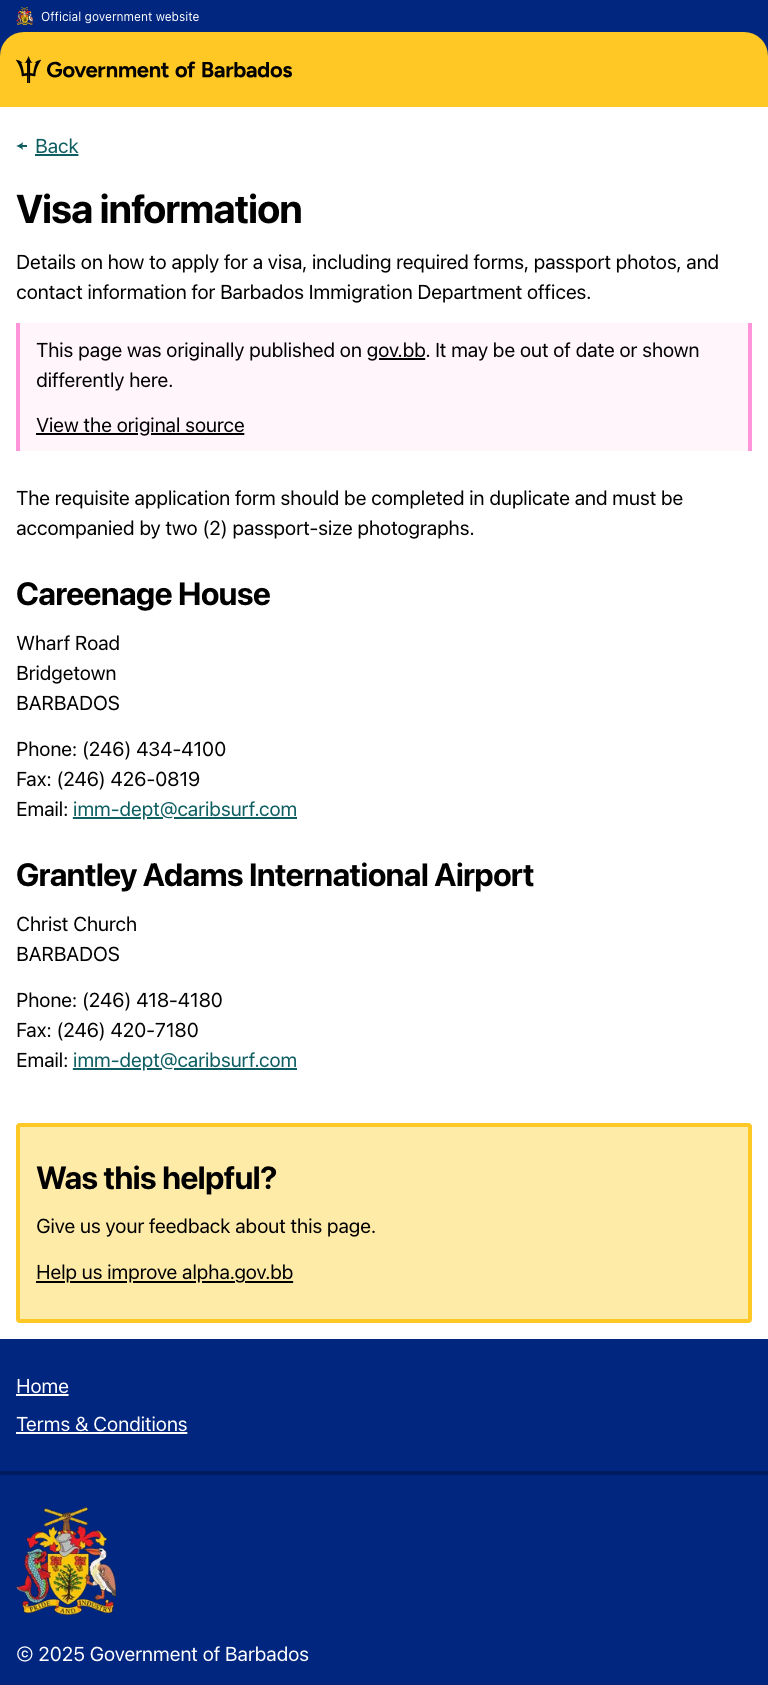 Official government website
Government of Barbados
Back
Visa information
Details on how to apply for a visa, including required forms, passport photos, and
contact information for Barbados Immigration Department offices.
This page was originally published on gov.bb. It may be out of date or shown
differently here.
View the original source
The requisite application form should be completed in duplicate and must be
accompanied by two (2) passport-size photographs.
Careenage House
Wharf Road
Bridgetown
BARBADOS
Phone: (246) 434-4100
Fax: (246) 426-0819
Email: imm-dept@caribsurf.com
Grantley Adams International Airport
Christ Church
BARBADOS
Phone: (246) 418-4180
Fax: (246) 420-7180
Email: imm-dept@caribsurf.com
Was this helpful?
Give us your feedback about this page.
Help us improve alpha.gov.bb
Home
Terms & Conditions
PRIDE AND INDUSTRY
© 2025 Government of Barbados